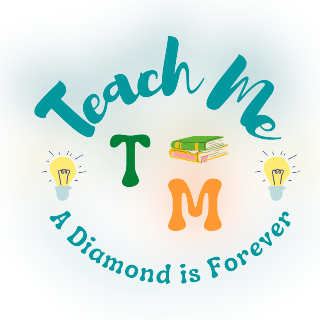 Teach Me
T
M
A Diamond is Forever